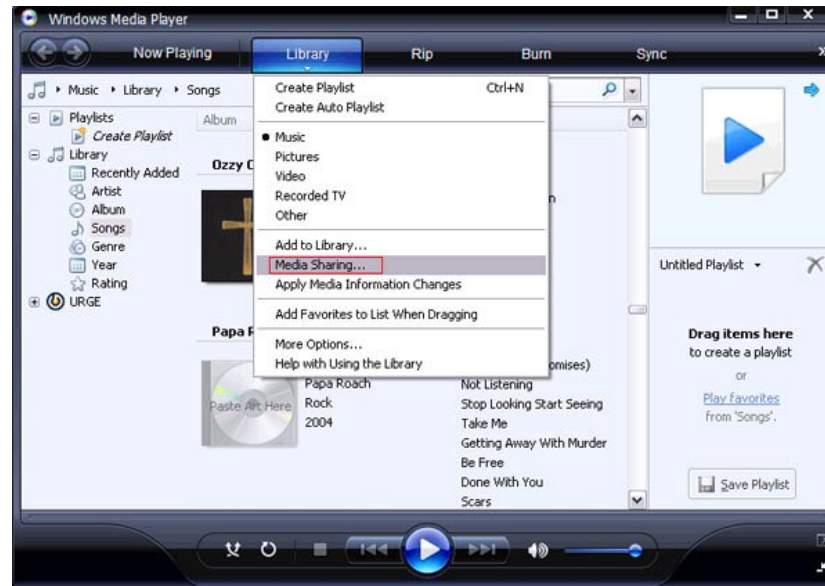 Windows Media Player
Now Playing Library Rip Burn Sync
Music Library Songs
Create Playlist Ctrl+N
Create Auto Playlist
Music
Pictures
Video
Recorded TV
Other
Add to Library...
Media Sharing...
Apply Media Information Changes
Add Favorites to List When Dragging
More Options...
Help with Using the Library
Playlists
Create Playlist
Library
Recently Added
Artist
Album
Songs
Genre
Year
Rating
URGE
Album
Ozzy
Papa
Paste Art Here
Papa Roach
Rock
2004
Not Listening
Stop Looking Start Seeing
Take Me
Getting Away With Murder
Be Free
Done With You
Scars
Untitled Playlist
Drag items here
to create a playlist
or
Play favorites
from 'Songs'.
Save Playlist